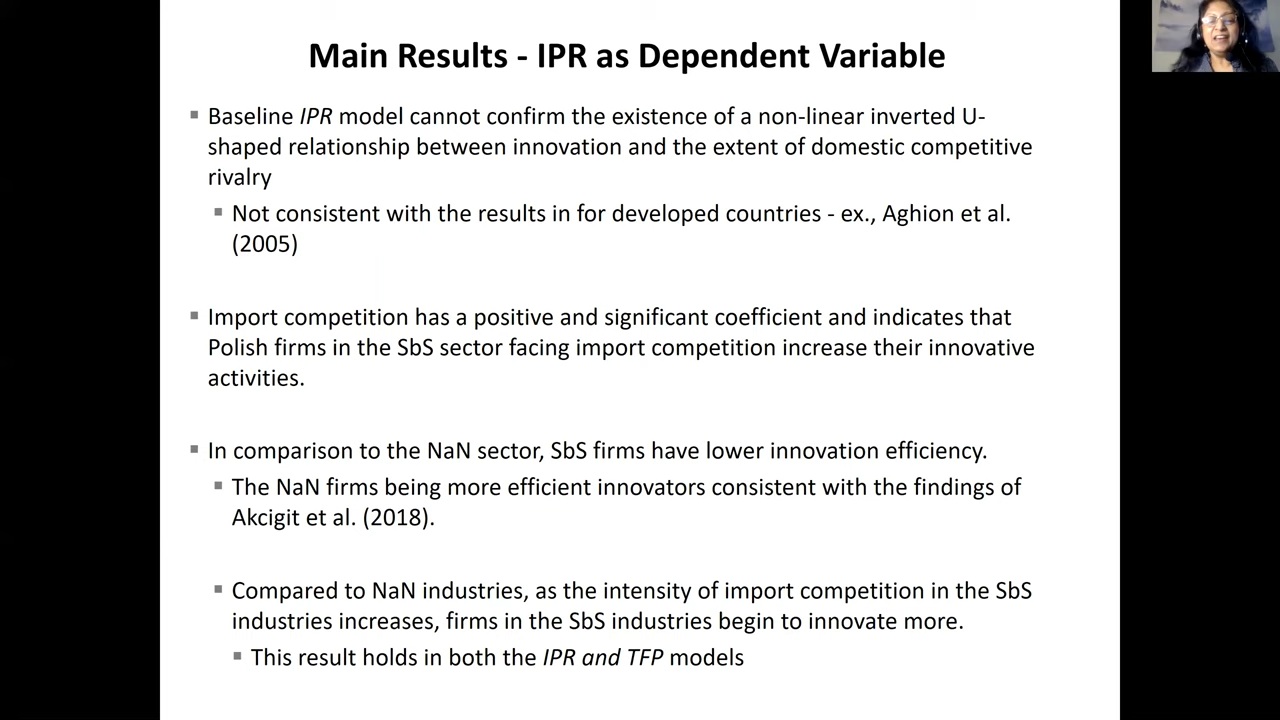 Main Results - IPR as Dependent Variable
Baseline IPR model cannot confirm the existence of a non-linear inverted U-
shaped relationship between innovation and the extent of domestic competitive
rivalry
Not consistent with the results in for developed countries - ex., Aghion et al.
(2005)
Import competition has a positive and significant coefficient and indicates that
Polish firms in the SbS sector facing import competition increase their innovative
activities.
In comparison to the NaN sector, SbS firms have lower innovation efficiency.
The NaN firms being more efficient innovators consistent with the findings of
Akcigit et al. (2018).
Compared to NaN industries, as the intensity of import competition in the SbS
industries increases, firms in the SbS industries begin to innovate more.
This result holds in both the IPR and TFP models